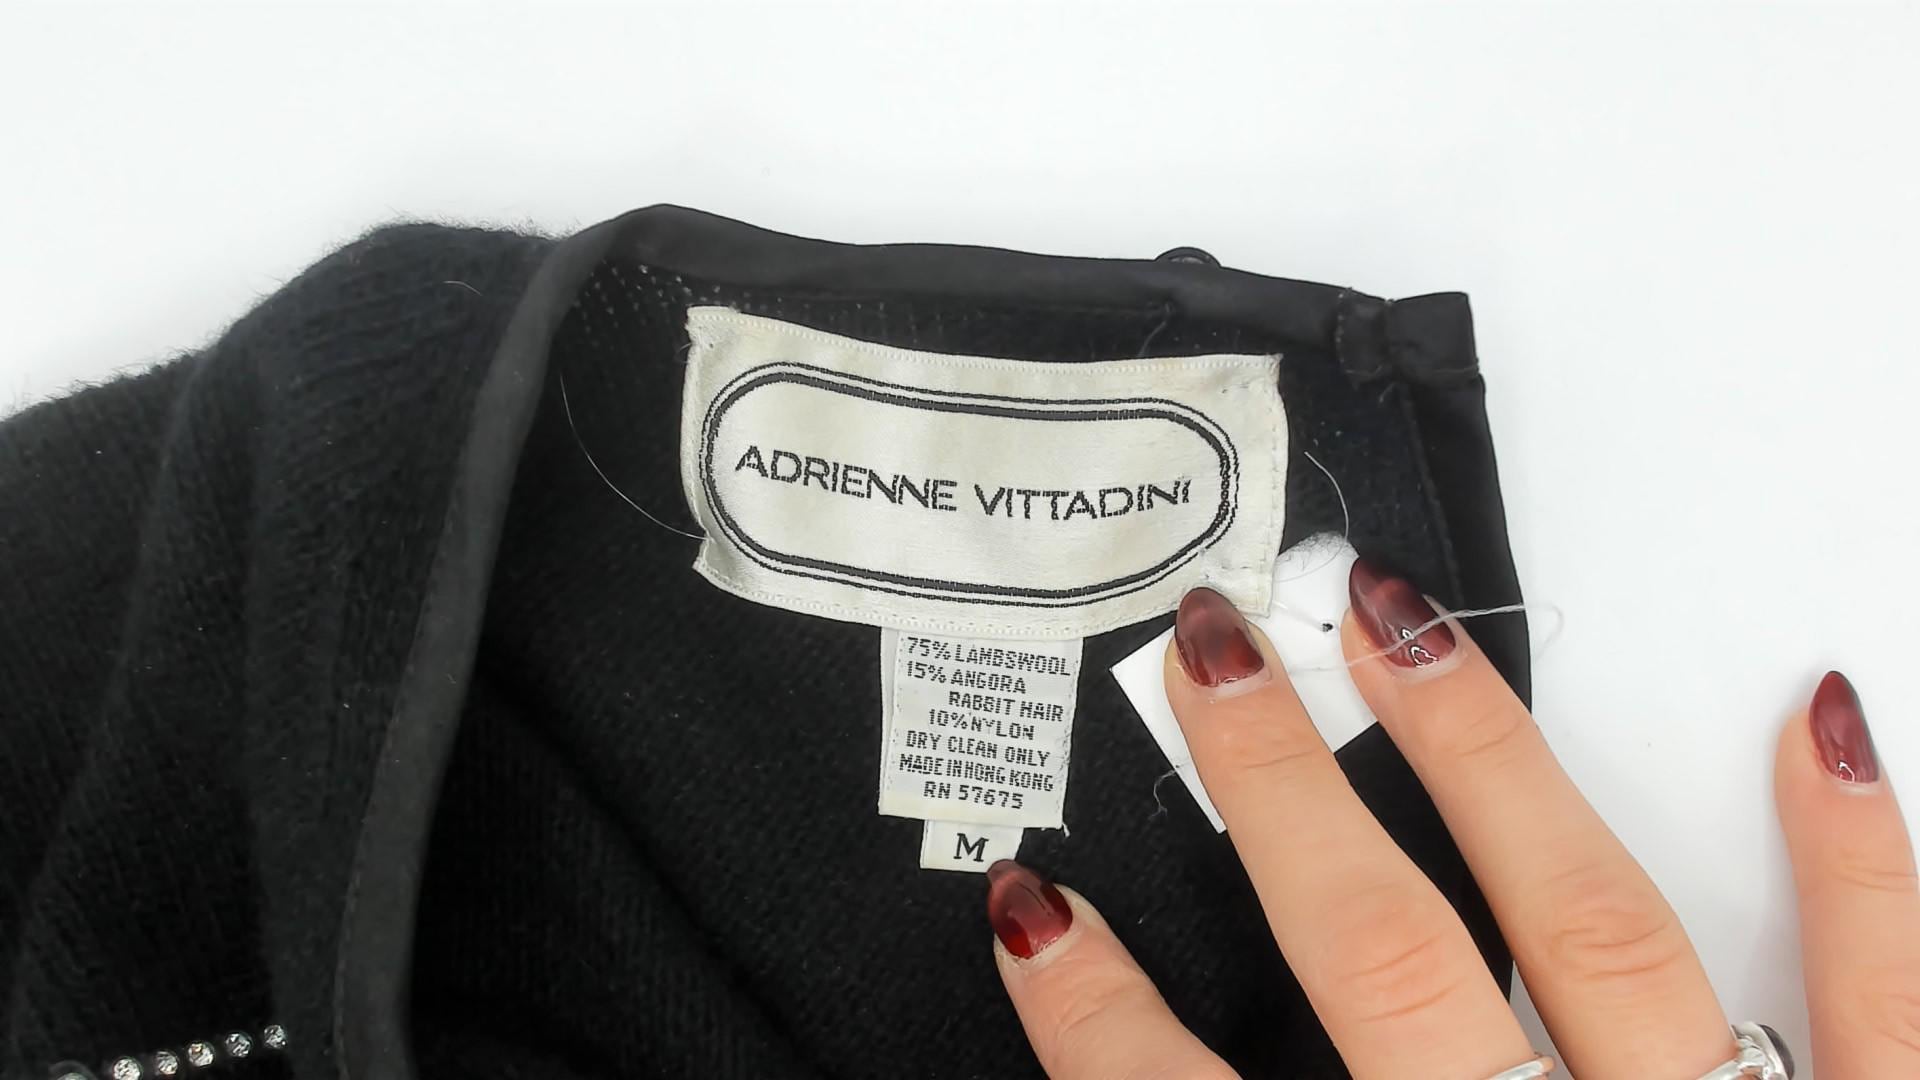 ADRIENNE VITTADINI
75% LAMBSWOOL
15% ANGORA
RABBIT HAIR
10% NYLON
DRY CLEAN ONLY
MADE IN HONG KONG
RN 57675
M